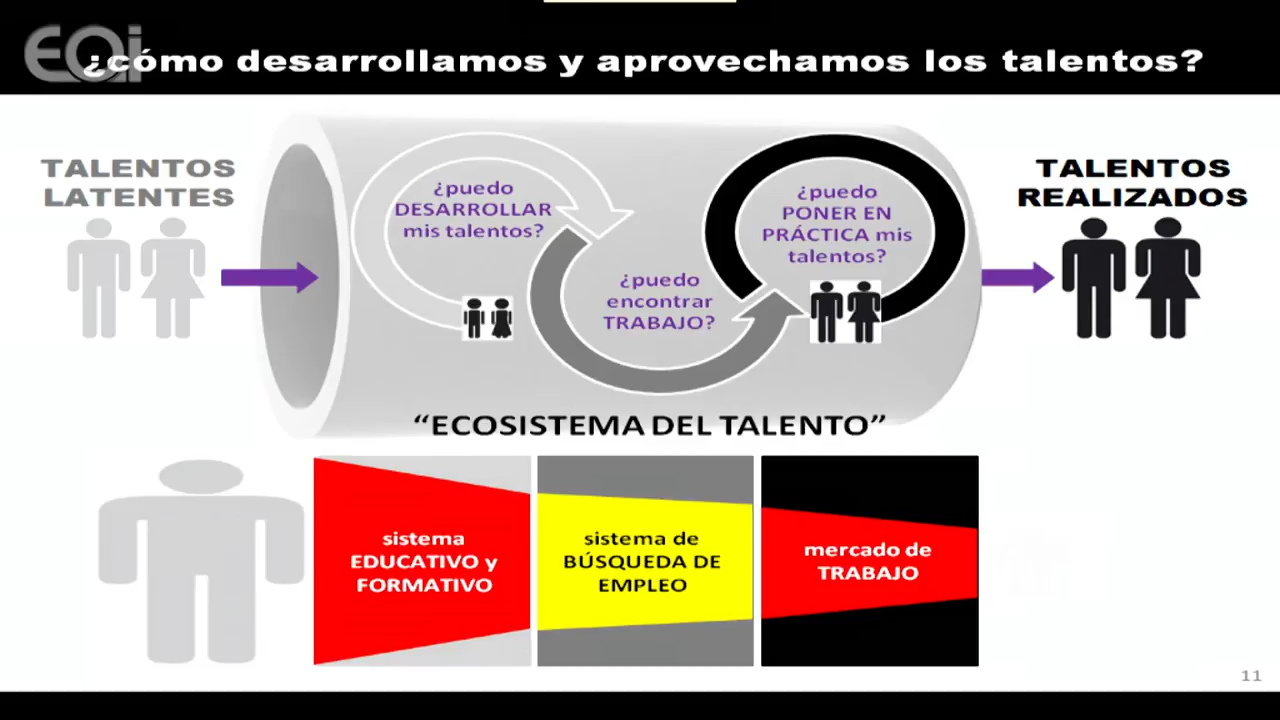 EOi
¿cómo desarrollamos y aprovechamos los talentos?
TALENTOS
LATENTES
¿puedo
DESARROLLAR
mis talentos?
¿puedo
encontrar
TRABAJO?
¿puedo
PONER EN
PRÁCTICA mis
talentos?
TALENTOS
REALIZADOS
“ECOSISTEMA DEL TALENTO”
sistema
EDUCATIVO y
FORMATIVO
sistema de
BÚSQUEDA DE
EMPLEO
mercado de
TRABAJO
11